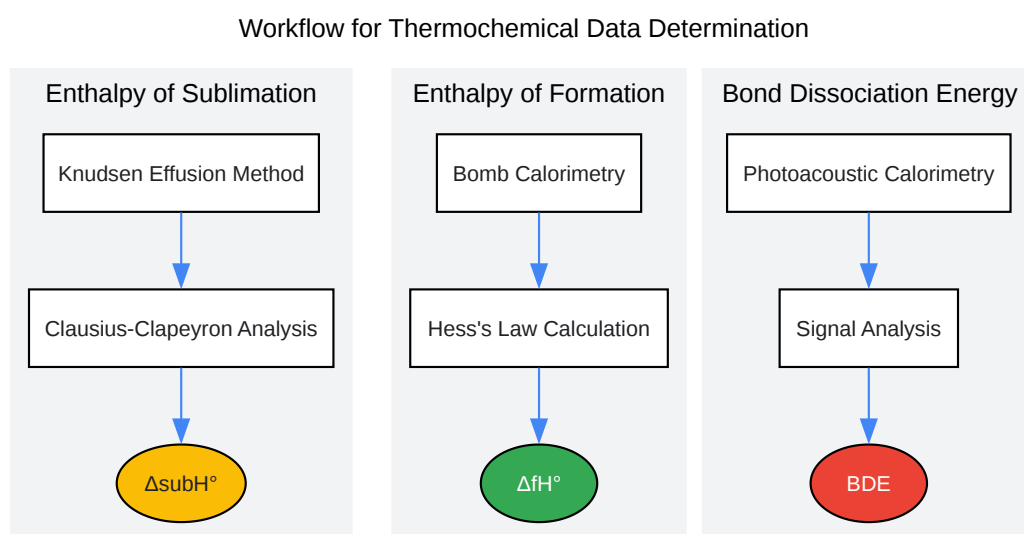 Workflow for Thermochemical Data Determination
Enthalpy of Sublimation
Knudsen Effusion Method
Clausius-Clapeyron Analysis
ΔsubH°
Enthalpy of Formation
Bomb Calorimetry
Hess's Law Calculation
ΔfH°
Bond Dissociation Energy
Photoacoustic Calorimetry
Signal Analysis
BDE